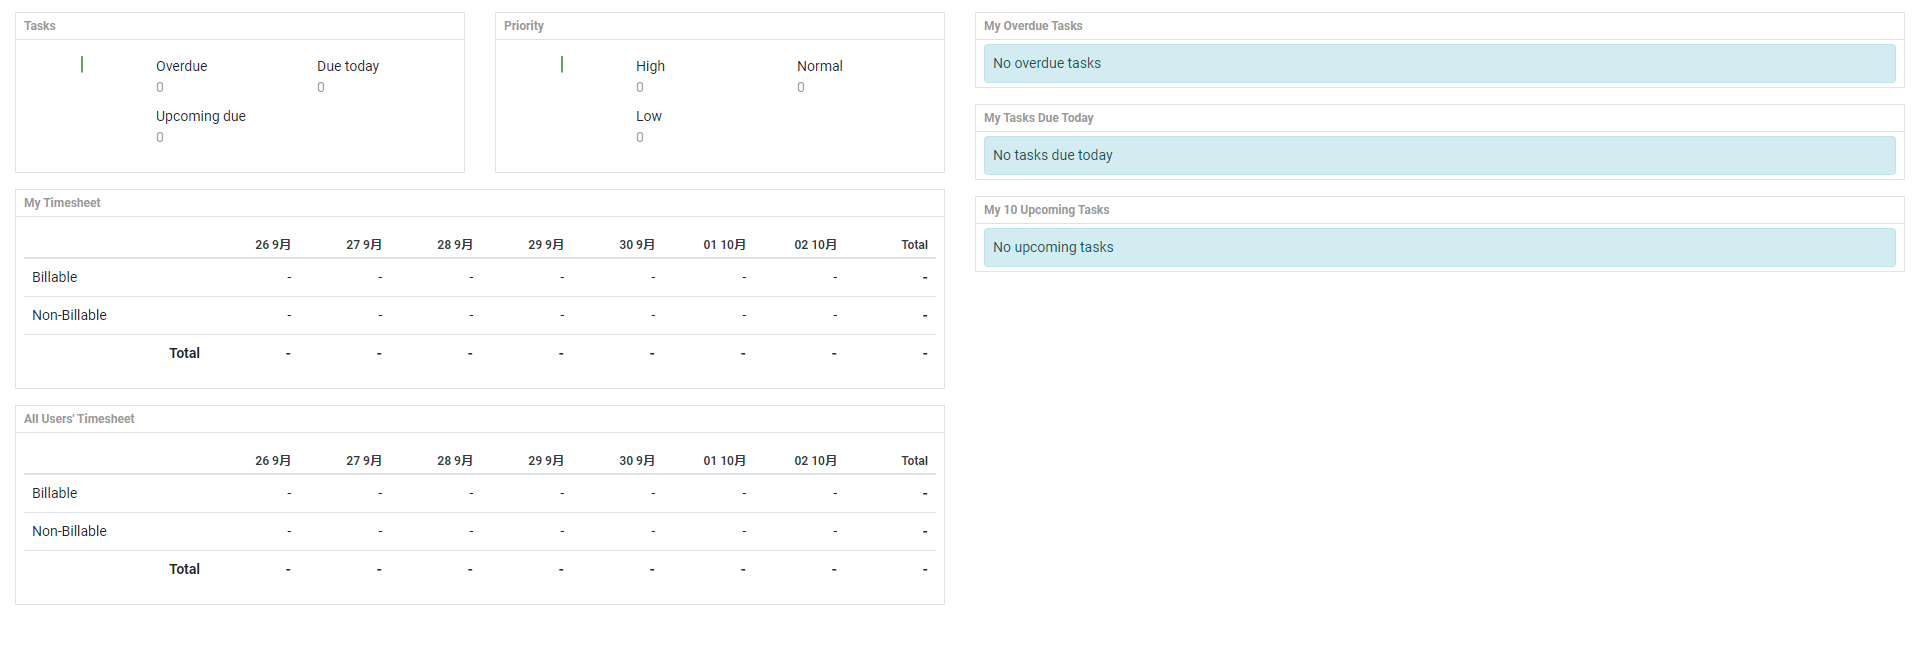 Tasks
Overdue Due today
0 0
Upcoming due
0
Priority
High Normal
0 0
Low
0
My Timesheet
26 9月 27 9月 28 9月 29 9月 30 9月 01 10月 02 10月 Total
Billable - - - - - - - -
Non-Billable - - - - - - - -
Total - - - - - - - -
All Users' Timesheet
26 9月 27 9月 28 9月 29 9月 30 9月 01 10月 02 10月 Total
Billable - - - - - - - -
Non-Billable - - - - - - - -
Total - - - - - - - -
My Overdue Tasks
No overdue tasks
My Tasks Due Today
No tasks due today
My 10 Upcoming Tasks
No upcoming tasks